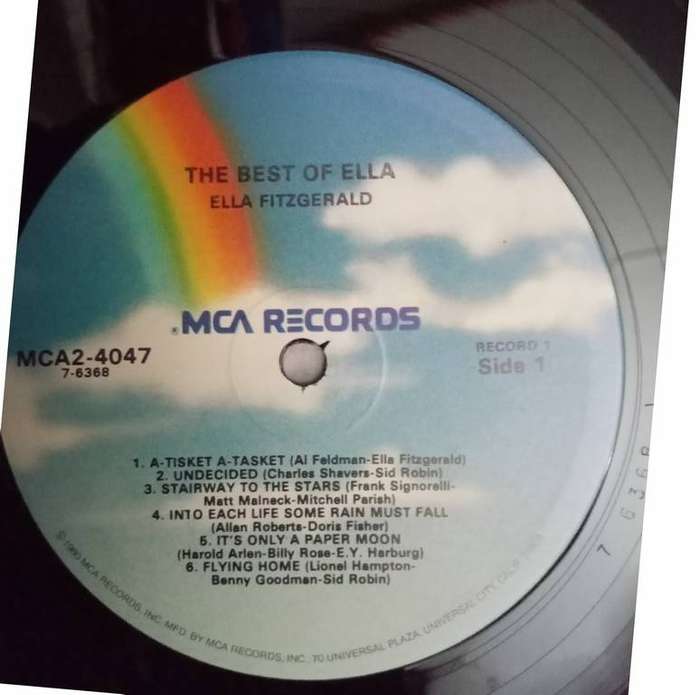 THE BEST OF ELLA
ELLA FITZGERALD
MCA RECORDS
MCA2-4047
7-6368
RECORD 1
Side 1
1. A-TISKET A-TASKET (Al Feldman-Ella Fitzgerald)
2. UNDECIDED (Charles Shavers-Sid Robin)
3. STAIRWAY TO THE STARS (Frank Signorelli-
Matt Malneck-Mitchell Parish)
4. INTO EACH LIFE SOME RAIN MUST FALL
(Allan Roberts-Doris Fisher)
5. IT'S ONLY A PAPER MOON
(Harold Arlen-Billy Rose-E.Y. Harburg)
6. FLYING HOME (Lionel Hampton-
Benny Goodman-Sid Robin)
© 1980 MCA RECORDS, INC. MFD. BY MCA RECORDS, INC., 70 UNIVERSAL PLAZA, UNIVERSAL CITY, CALIF.
7 6368 1